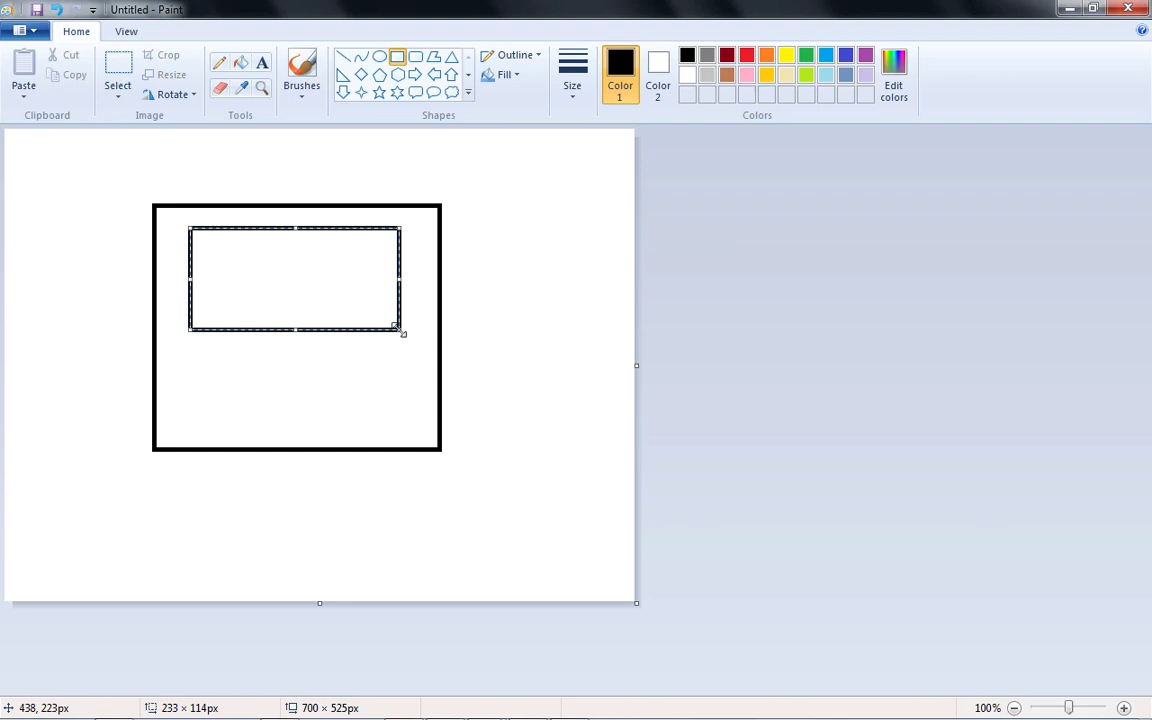 Untitled - Paint
Home View
Paste Cut Copy Clipboard
Select Crop Resize Rotate Image
Tools
Brushes
Shapes Outline Fill
Size
Color 1 Color 2 Edit colors Colors
438, 223px 233 × 114px 700 × 525px 100%